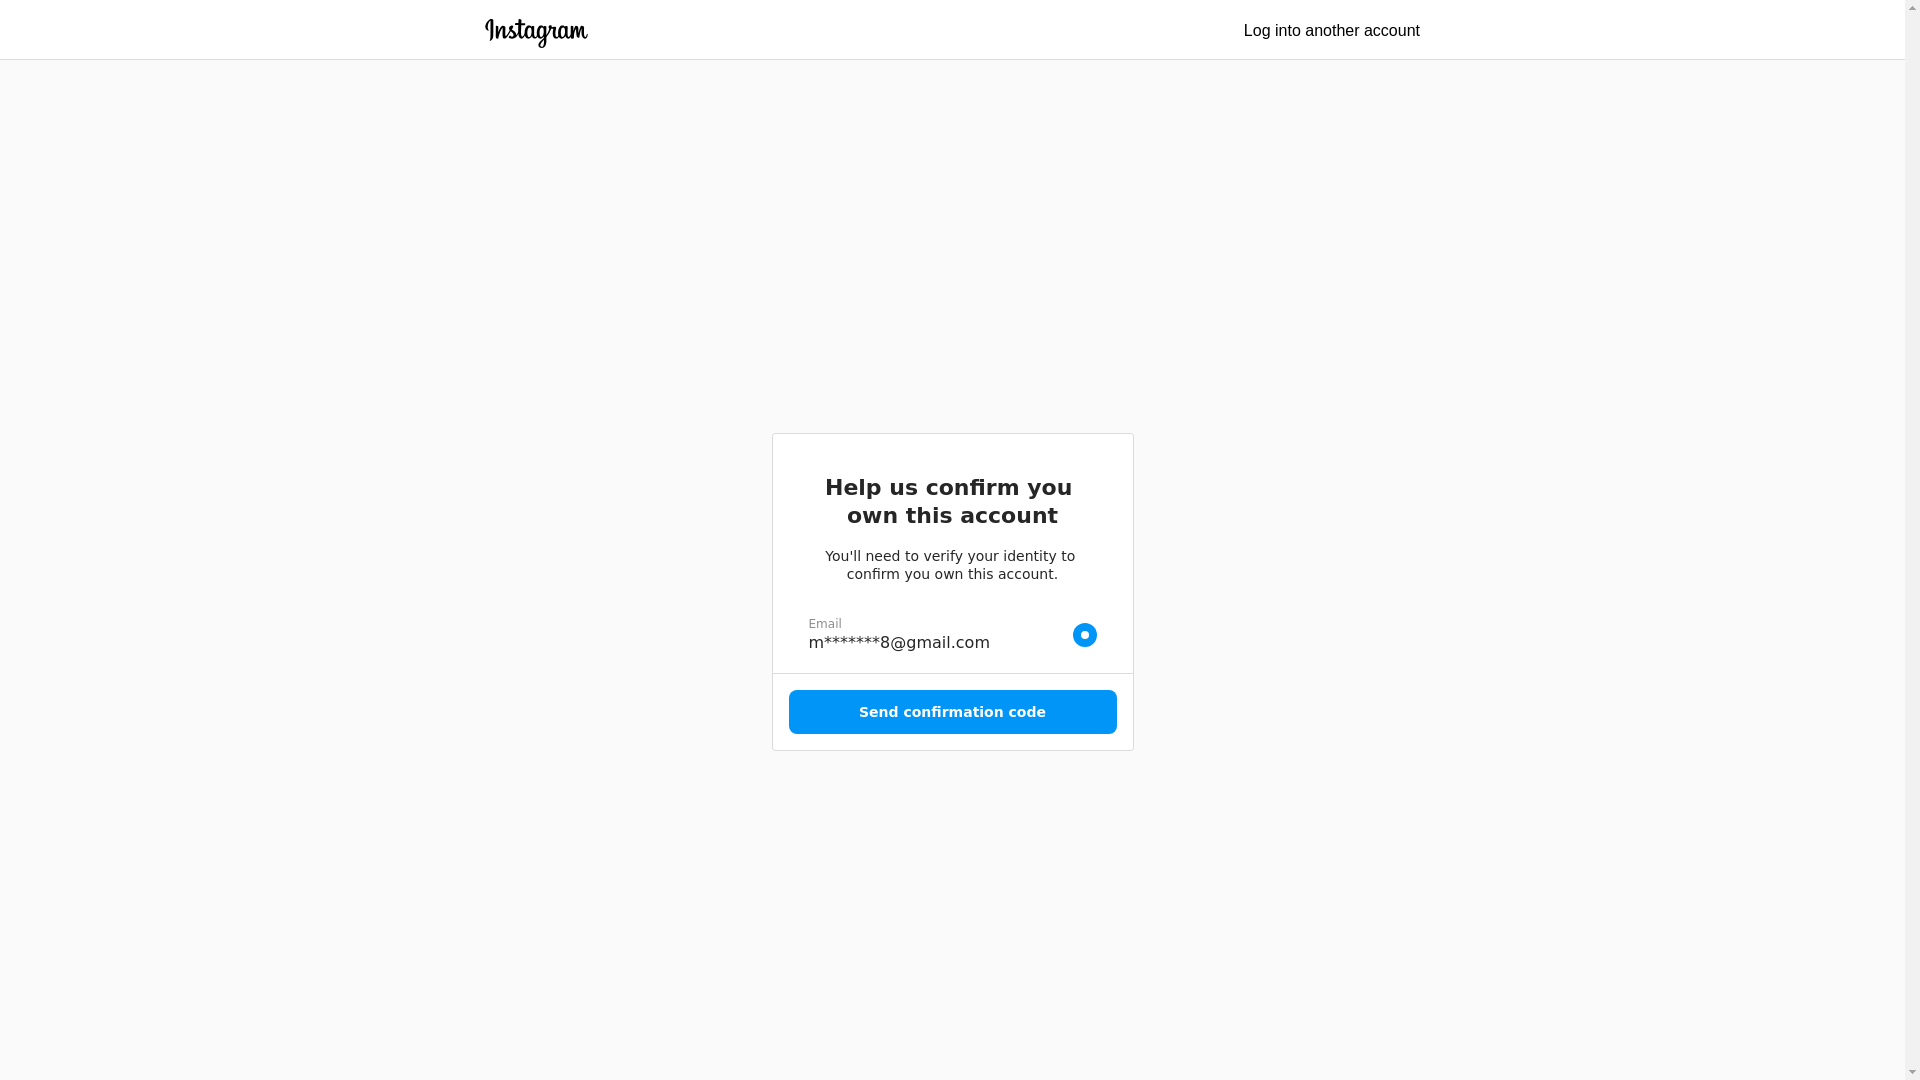 Instagram
Log into another account
Help us confirm you
own this account
You'll need to verify your identity to
confirm you own this account.
Email
m*******8@gmail.com
Send confirmation code